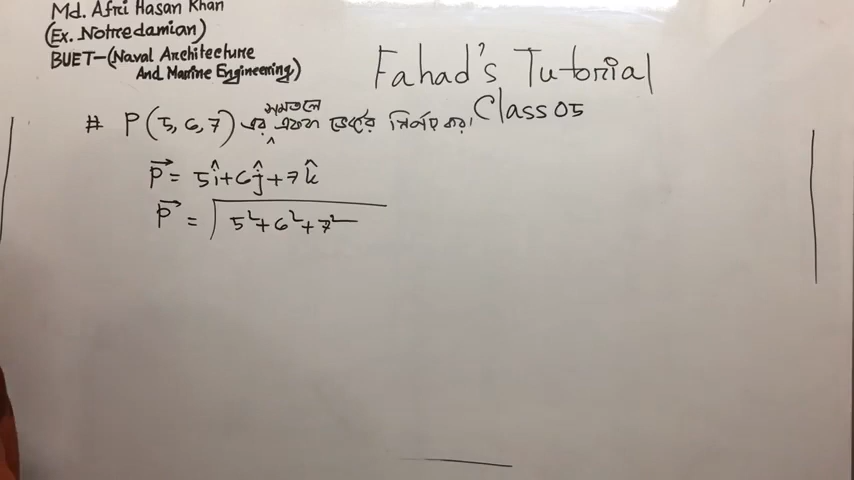 Md. Afri Hasan Khan
(Ex. Notredamian)
BUET-(Naval Architecture
And Marine Engineering)
Fahad's Tutorial
Class 05
# P(5,6,7) এর সমতলে একক ভেক্টর নির্ণয় কর।
P⃗ = 5î+6ĵ+7k̂
P⃗ = √5²+6²+7²